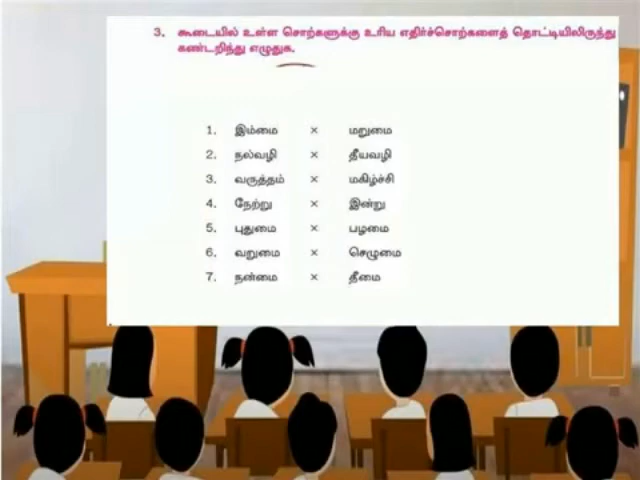 3. கூடையில் உள்ள சொற்களுக்கு உரிய எதிர்ச்சொற்களைத் தொட்டியிலிருந்து
கண்டறிந்து எழுதுக.
1. இம்மை × மறுமை
2. நல்வழி × தீயவழி
3. வருத்தம் × மகிழ்ச்சி
4. நேற்று × இன்று
5. புதுமை × பழமை
6. வறுமை × செழுமை
7. நன்மை × தீமை